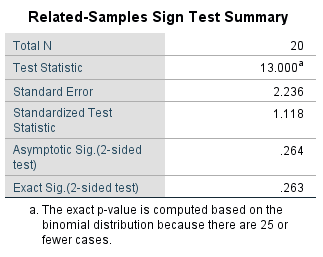 Related-Samples Sign Test Summary
Total N 20
Test Statistic 13.000a
Standard Error 2.236
Standardized Test Statistic 1.118
Asymptotic Sig.(2-sided test) .264
Exact Sig.(2-sided test) .263
a. The exact p-value is computed based on the
binomial distribution because there are 25 or
fewer cases.